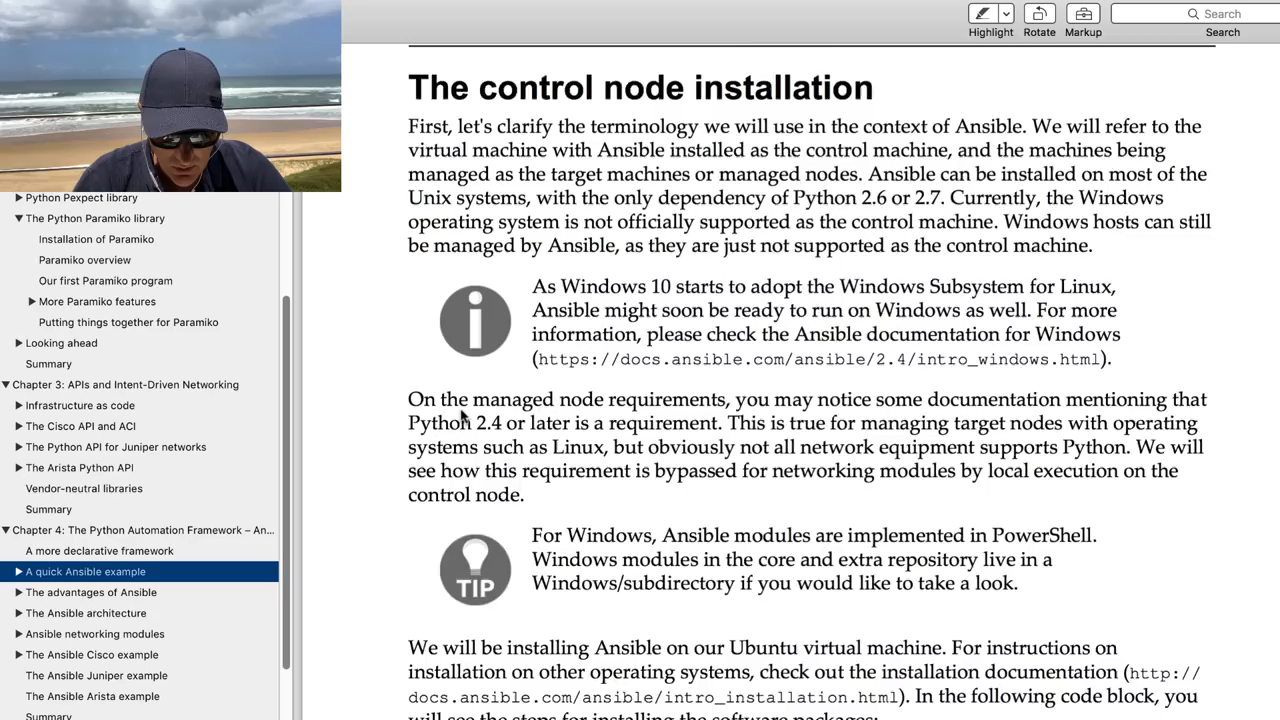 Highlight
Rotate
Markup
Search
Search
Python Pexpect library
The Python Paramiko library
Installation of Paramiko
Paramiko overview
Our first Paramiko program
More Paramiko features
Putting things together for Paramiko
Looking ahead
Summary
Chapter 3: APIs and Intent-Driven Networking
Infrastructure as code
The Cisco API and ACI
The Python API for Juniper networks
The Arista Python API
Vendor-neutral libraries
Summary
Chapter 4: The Python Automation Framework – An...
A more declarative framework
A quick Ansible example
The advantages of Ansible
The Ansible architecture
Ansible networking modules
The Ansible Cisco example
The Ansible Juniper example
The Ansible Arista example
Summary
The control node installation
First, let's clarify the terminology we will use in the context of Ansible. We will refer to the
virtual machine with Ansible installed as the control machine, and the machines being
managed as the target machines or managed nodes. Ansible can be installed on most of the
Unix systems, with the only dependency of Python 2.6 or 2.7. Currently, the Windows
operating system is not officially supported as the control machine. Windows hosts can still
be managed by Ansible, as they are just not supported as the control machine.
As Windows 10 starts to adopt the Windows Subsystem for Linux,
Ansible might soon be ready to run on Windows as well. For more
information, please check the Ansible documentation for Windows
(https://docs.ansible.com/ansible/2.4/intro_windows.html).
On the managed node requirements, you may notice some documentation mentioning that
Python 2.4 or later is a requirement. This is true for managing target nodes with operating
systems such as Linux, but obviously not all network equipment supports Python. We will
see how this requirement is bypassed for networking modules by local execution on the
control node.
TIP
For Windows, Ansible modules are implemented in PowerShell.
Windows modules in the core and extra repository live in a
Windows/subdirectory if you would like to take a look.
We will be installing Ansible on our Ubuntu virtual machine. For instructions on
installation on other operating systems, check out the installation documentation (http://
docs.ansible.com/ansible/intro_installation.html). In the following code block, you
will see the steps for installing the software packages: